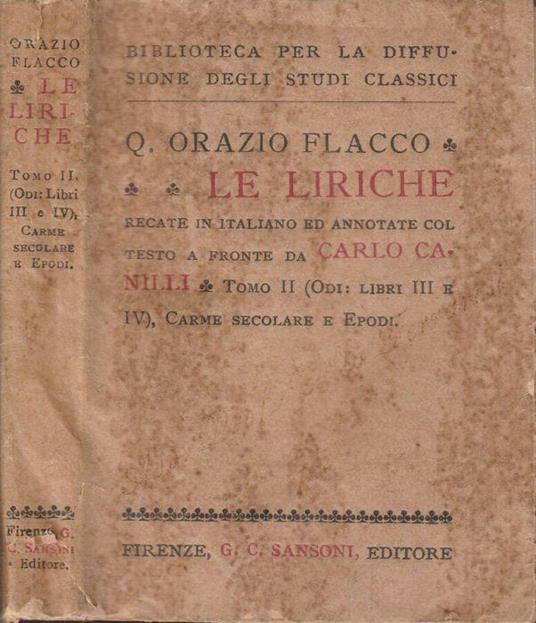 ORAZIO
FLACCO
♣ LE
LIRI-
CHE
TOMO II.
(ODI: LIBRI
III E IV),
CARME
SECOLARE
E EPODI.
Firenze, G.
C. SANSONI
Editore.
BIBLIOTECA PER LA DIFFU-
SIONE DEGLI STUDI CLASSICI
Q. ORAZIO FLACCO ♣
♣ ♣ LE LIRICHE
RECATE IN ITALIANO ED ANNOTATE COL
TESTO A FRONTE DA CARLO CA-
NILLI ♣ TOMO II (ODI: LIBRI III E
IV), CARME SECOLARE E EPODI.
FIRENZE, G. C. SANSONI, EDITORE